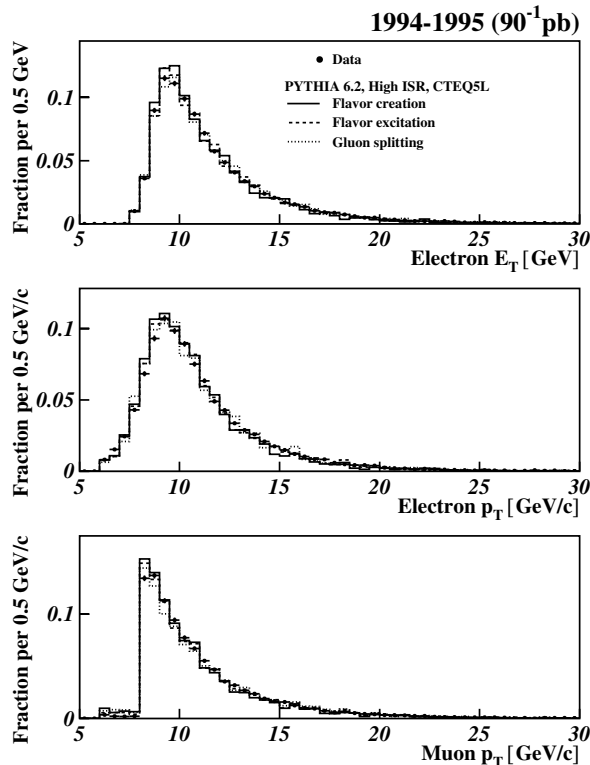 1994-1995 (90⁻¹pb)
Data
PYTHIA 6.2, High ISR, CTEQ5L
Flavor creation
Flavor excitation
Gluon splitting
Fraction per 0.5 GeV
0.1
0.05
0
5 10 15 20 25 30
Electron E_T [GeV]
Fraction per 0.5 GeV/c
0.1
0.05
0
5 10 15 20 25 30
Electron p_T [GeV/c]
Fraction per 0.5 GeV/c
0.1
0
5 10 15 20 25 30
Muon p_T [GeV/c]